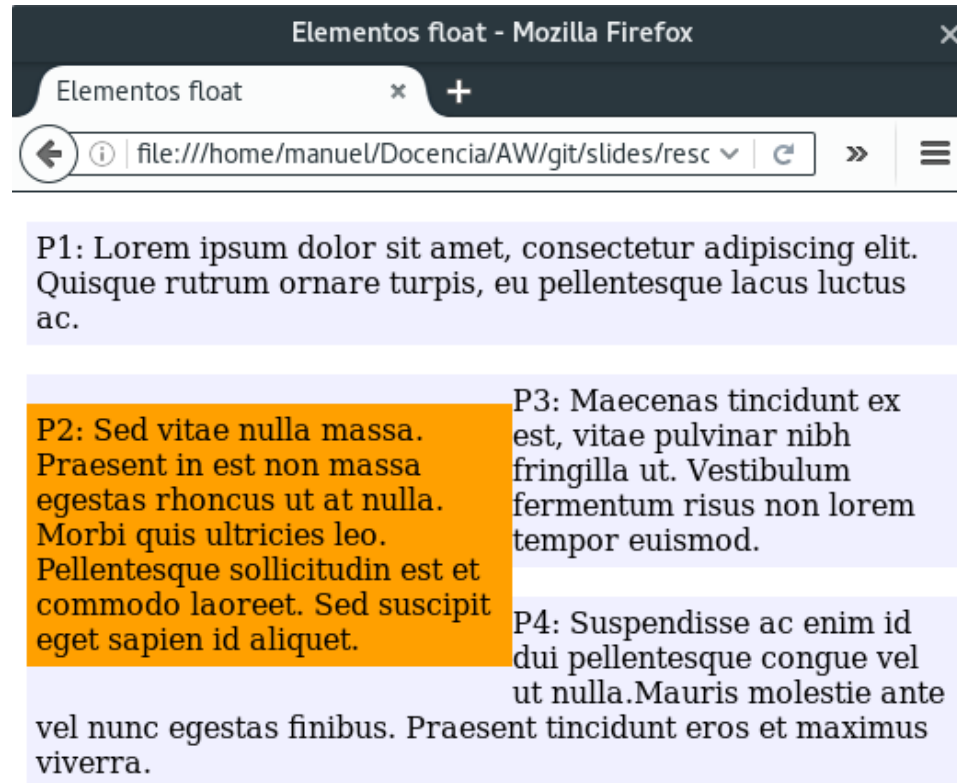 Elementos float - Mozilla Firefox
Elementos float
file:///home/manuel/Docencia/AW/git/slides/resc
P1: Lorem ipsum dolor sit amet, consectetur adipiscing elit.
Quisque rutrum ornare turpis, eu pellentesque lacus luctus
ac.
P2: Sed vitae nulla massa.
Praesent in est non massa
egestas rhoncus ut at nulla.
Morbi quis ultricies leo.
Pellentesque sollicitudin est et
commodo laoreet. Sed suscipit
eget sapien id aliquet.
P3: Maecenas tincidunt ex
est, vitae pulvinar nibh
fringilla ut. Vestibulum
fermentum risus non lorem
tempor euismod.
P4: Suspendisse ac enim id
dui pellentesque congue vel
ut nulla.Mauris molestie ante
vel nunc egestas finibus. Praesent tincidunt eros et maximus
viverra.